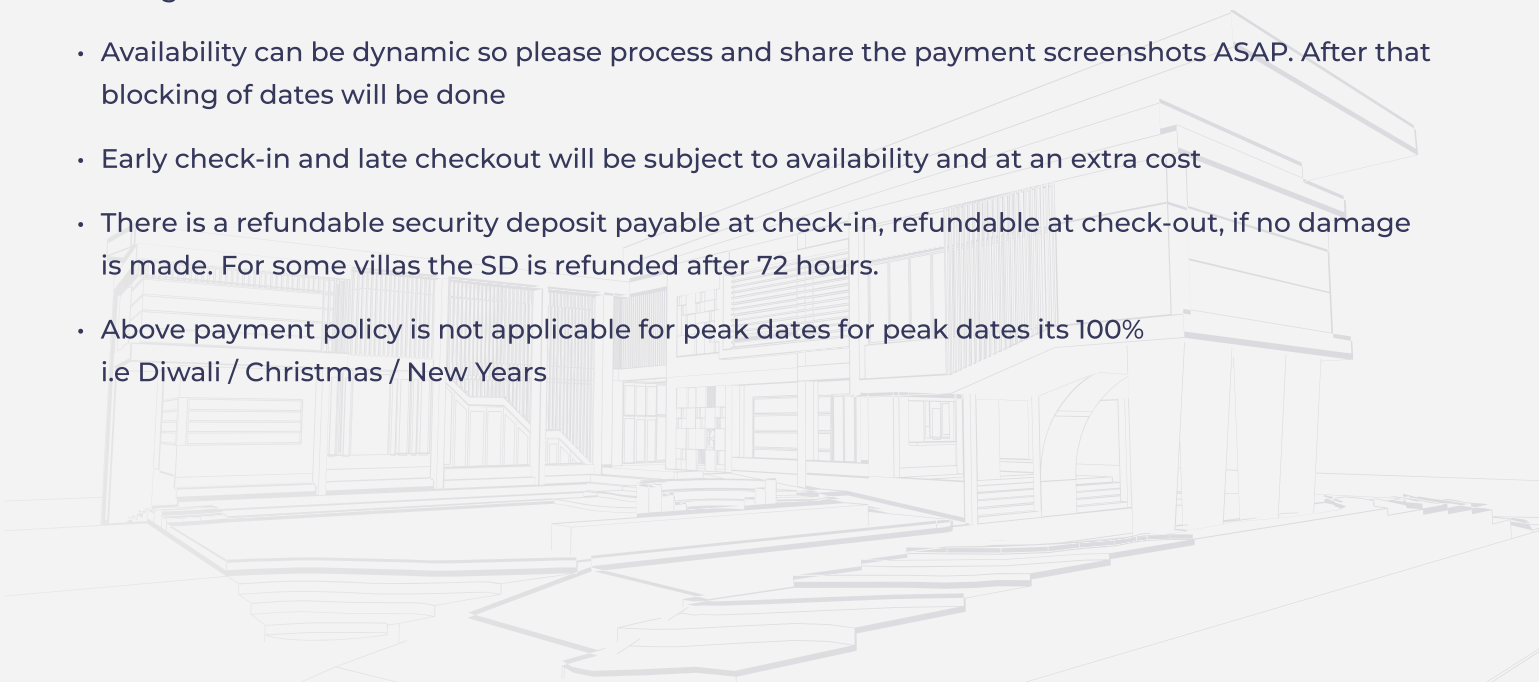 • Availability can be dynamic so please process and share the payment screenshots ASAP. After that
blocking of dates will be done
• Early check-in and late checkout will be subject to availability and at an extra cost
• There is a refundable security deposit payable at check-in, refundable at check-out, if no damage
is made. For some villas the SD is refunded after 72 hours.
• Above payment policy is not applicable for peak dates for peak dates its 100%
i.e Diwali / Christmas / New Years